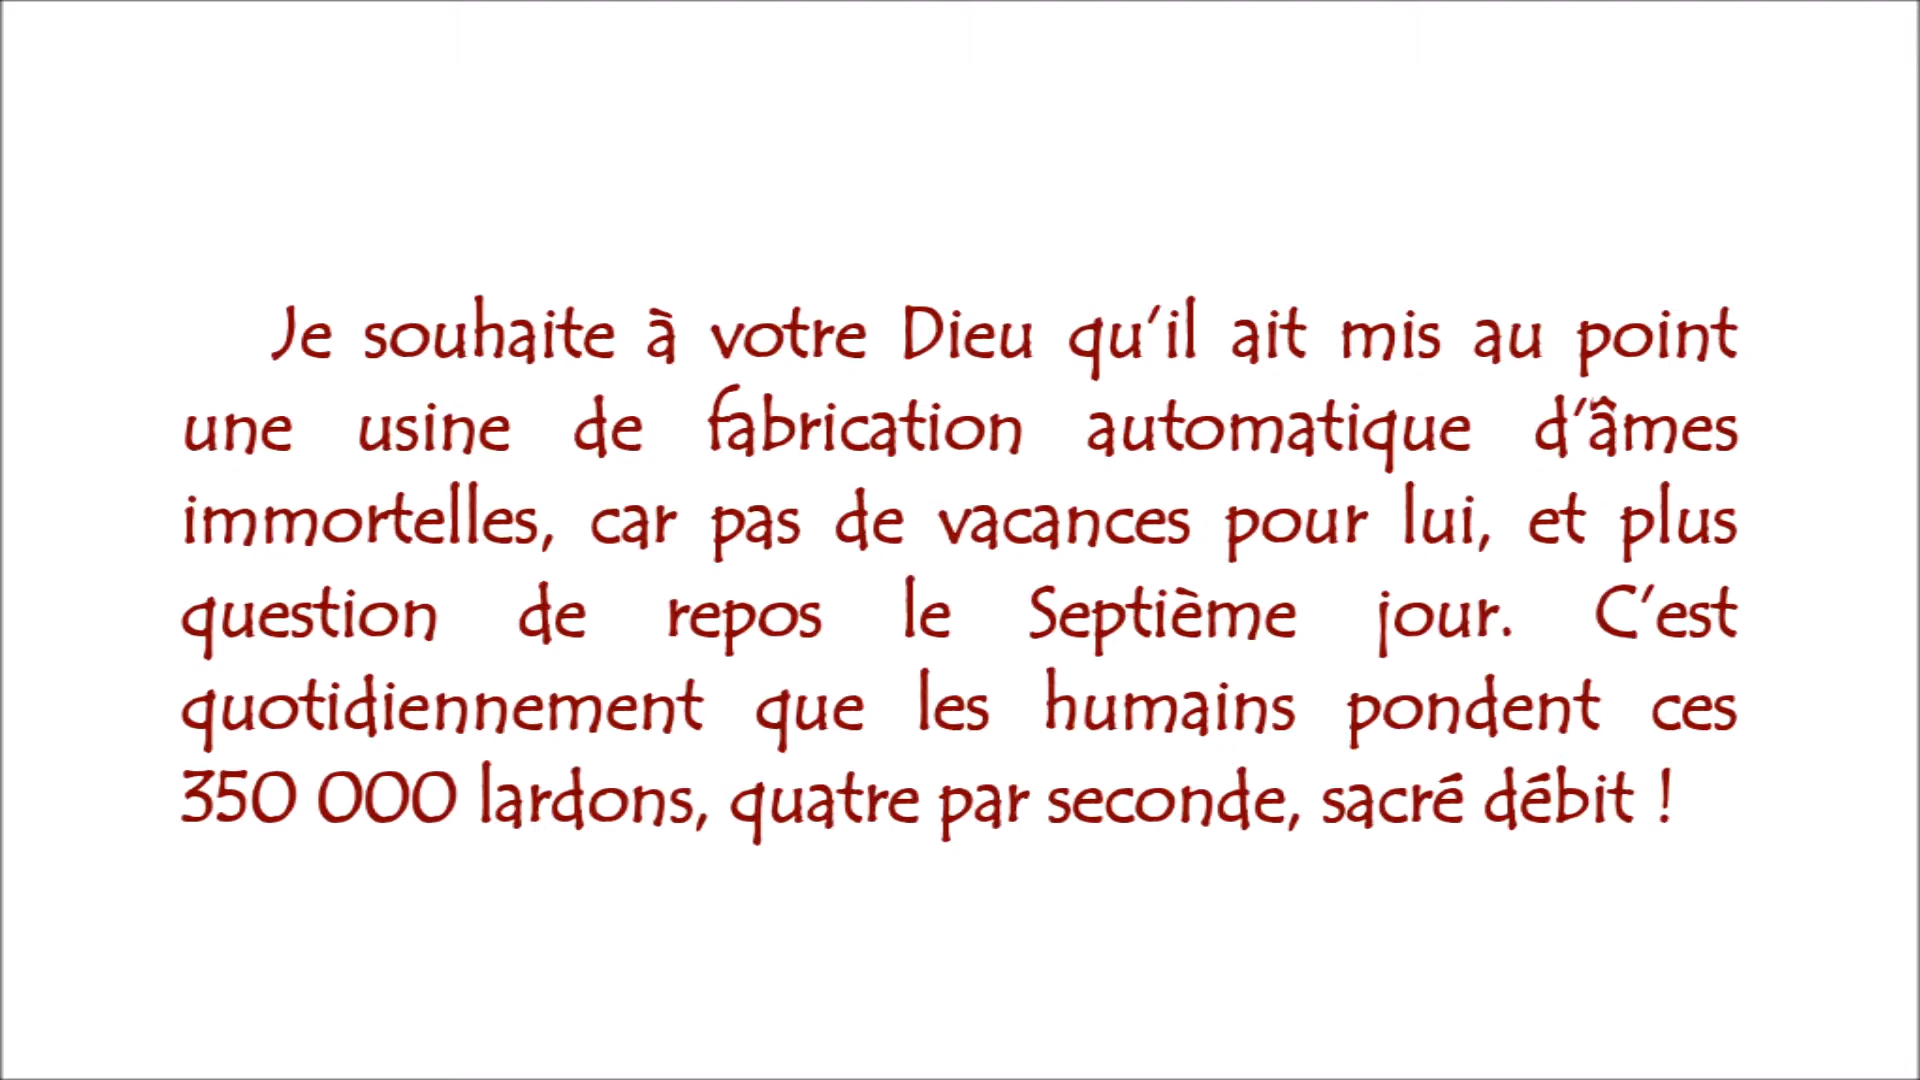 Je souhaite à votre Dieu qu’il ait mis au point
une usine de fabrication automatique d’âmes
immortelles, car pas de vacances pour lui, et plus
question de repos le Septième jour. C’est
quotidiennement que les humains pondent ces
350 000 lardons, quatre par seconde, sacré débit !